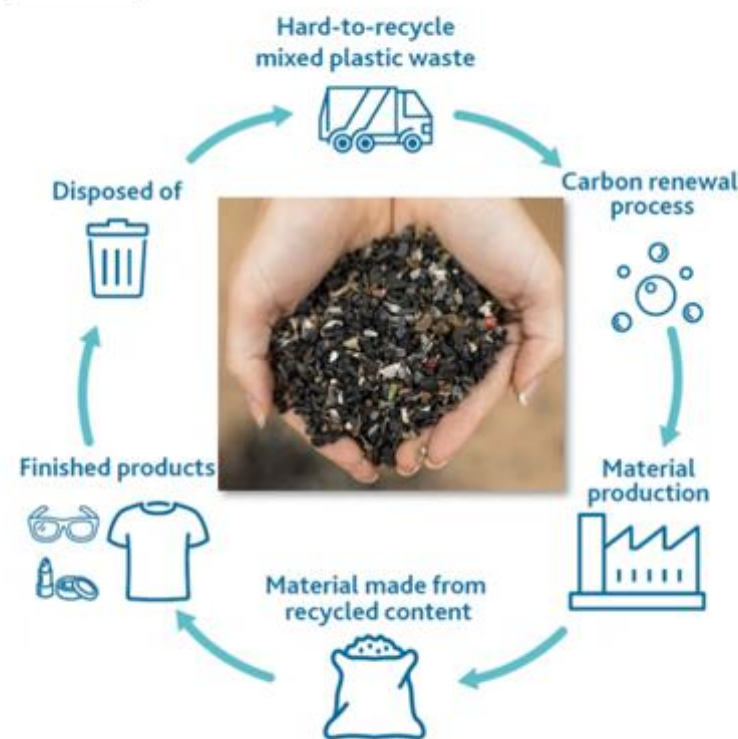 Hard-to-recycle
mixed plastic waste
Carbon renewal
process
Material
production
Material made from
recycled content
Finished products
Disposed of